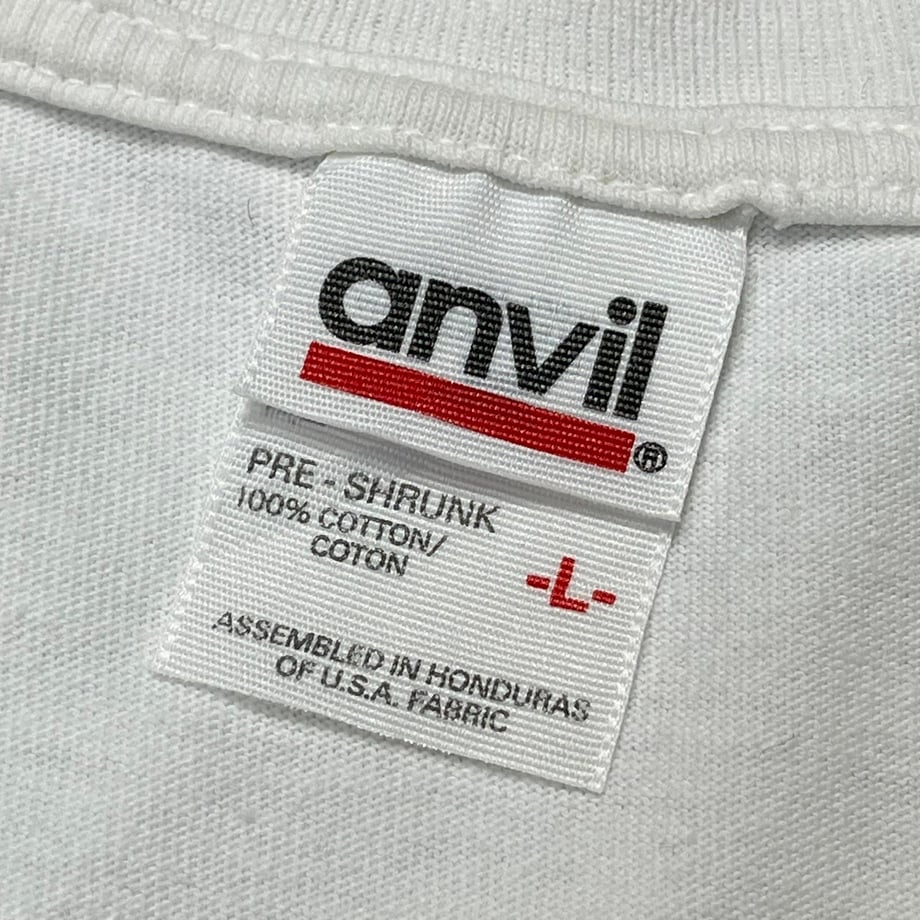 anvil®
PRE - SHRUNK
100% COTTON/
COTON
-L-
ASSEMBLED IN HONDURAS
OF U.S.A. FABRIC